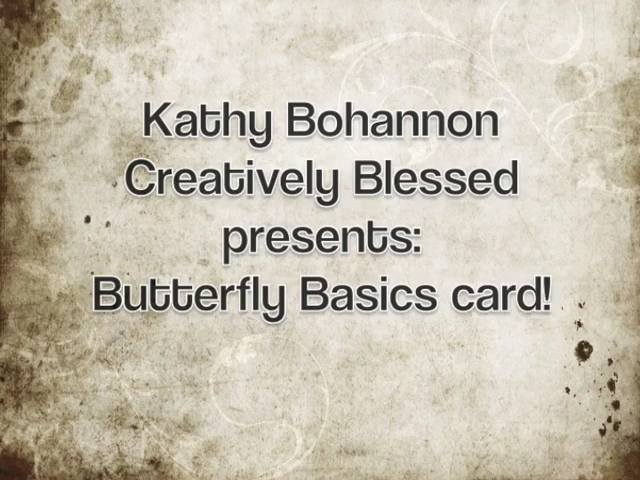 Kathy Bohannon
Creatively Blessed
presents:
Butterfly Basics card!